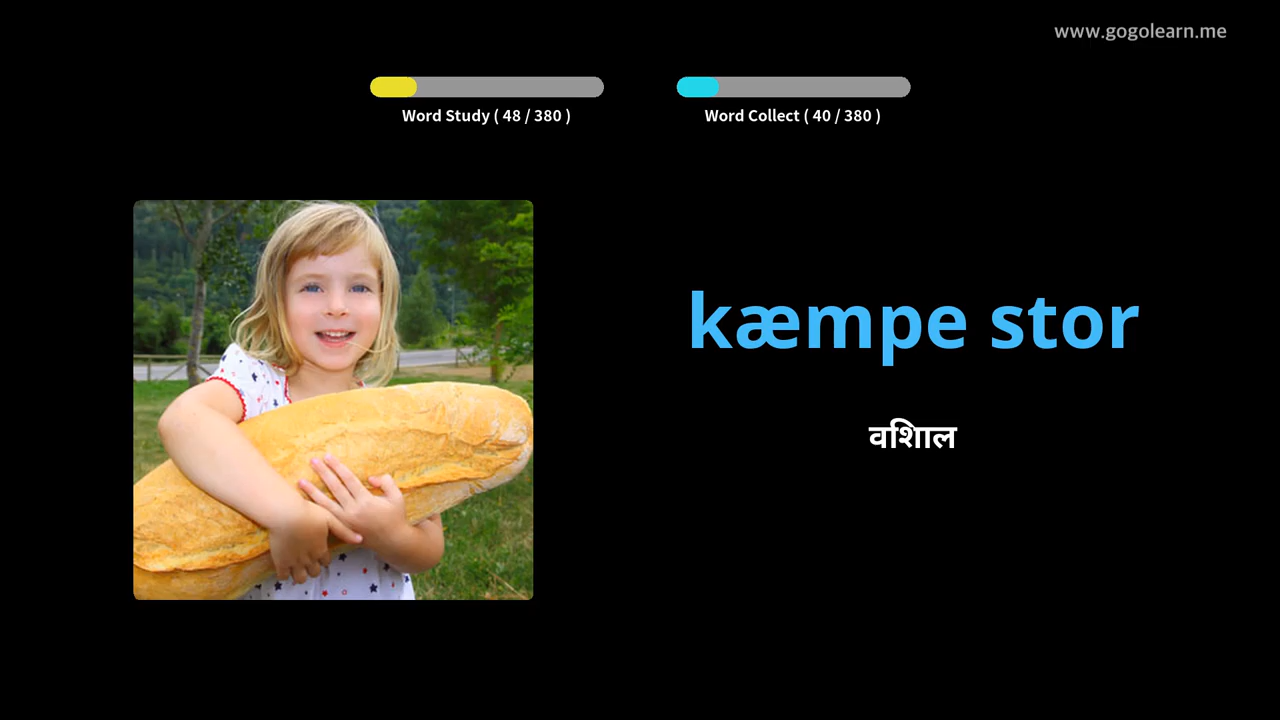 www.gogolearn.me
Word Study ( 48 / 380 )
Word Collect ( 40 / 380 )
kæmpe stor
वशिाल